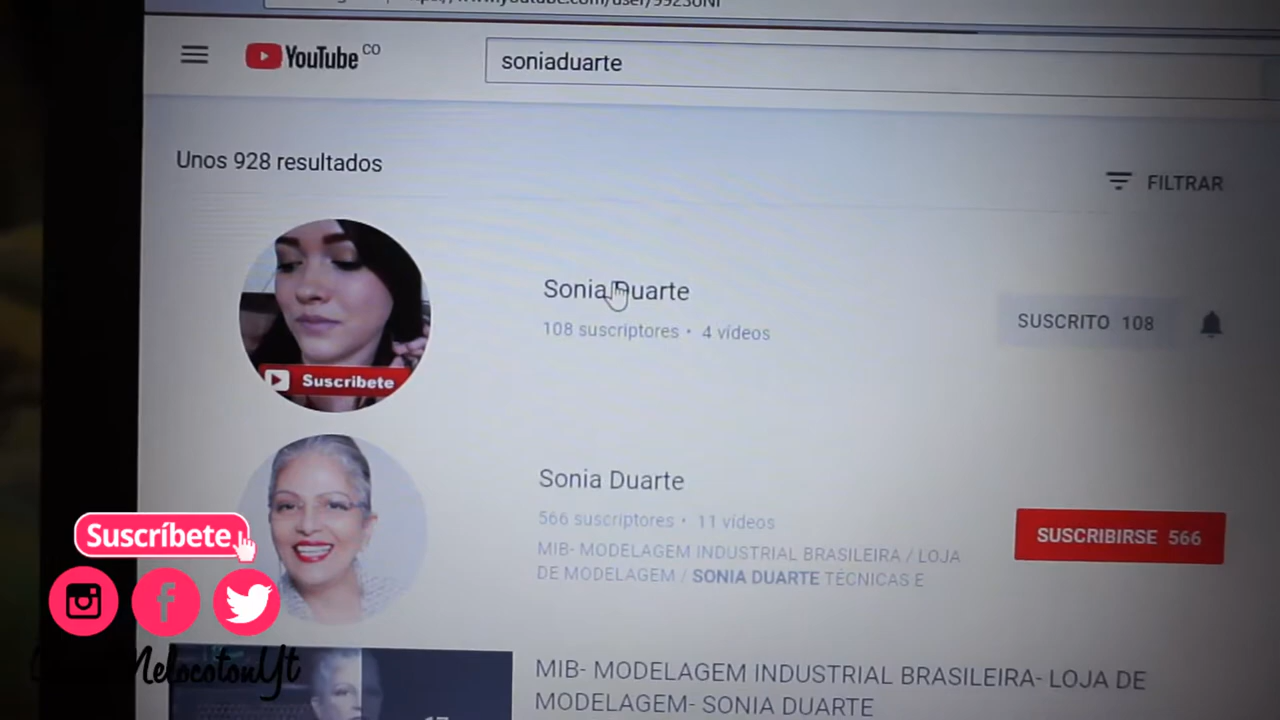 YouTube CO
soniaduarte
Unos 928 resultados
FILTRAR
Suscribete
Sonia Duarte
108 suscriptores • 4 vídeos
SUSCRITO 108
Sonia Duarte
566 suscriptores • 11 vídeos
MIB- MODELAGEM INDUSTRIAL BRASILEIRA / LOJA
DE MODELAGEM / SONIA DUARTE TÉCNICAS E
SUSCRIBIRSE 566
Suscríbete
MelocotonYt
MIB- MODELAGEM INDUSTRIAL BRASILEIRA- LOJA DE
MODELAGEM- SONIA DUARTE